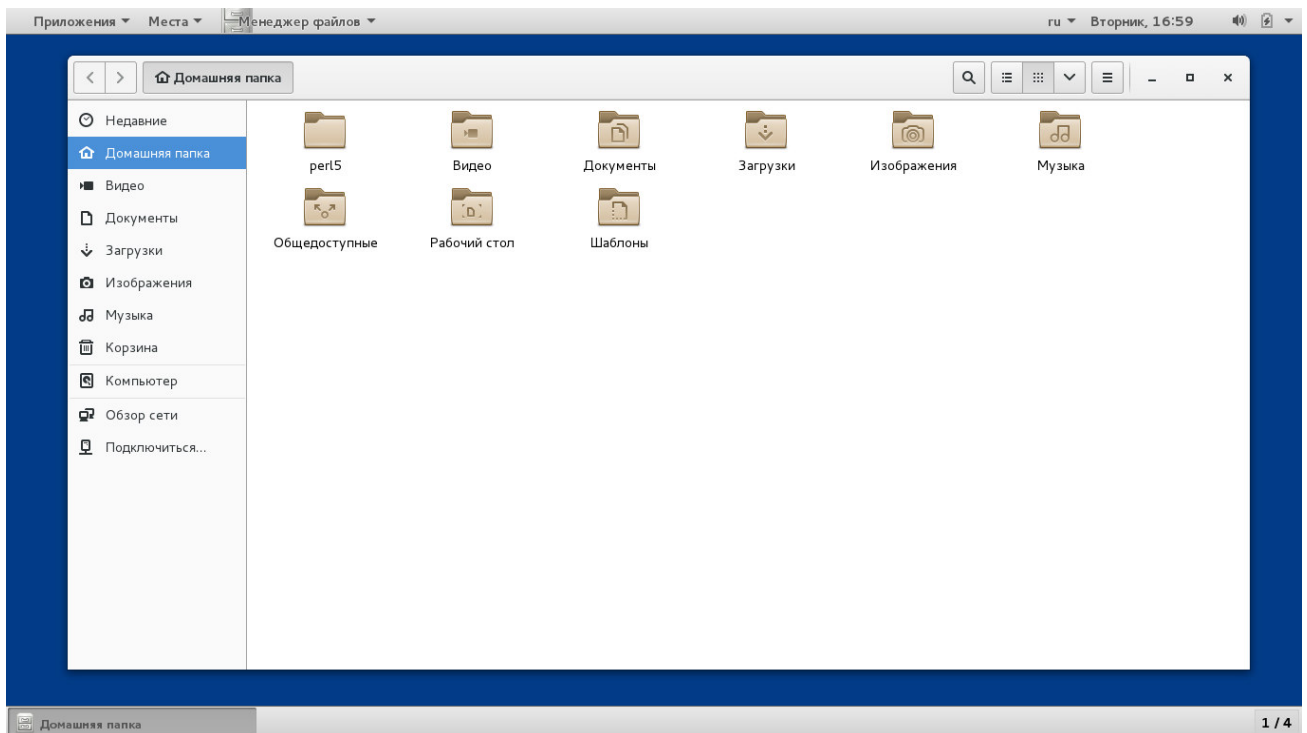 Приложения Места Менеджер файлов ru Вторник, 16:59
Домашняя папка
Недавние
Домашняя папка
Видео
Документы
Загрузки
Изображения
Музыка
Корзина
Компьютер
Обзор сети
Подключиться...
perl5 Видео Документы Загрузки Изображения Музыка
Общедоступные Рабочий стол Шаблоны
Домашняя папка 1 / 4